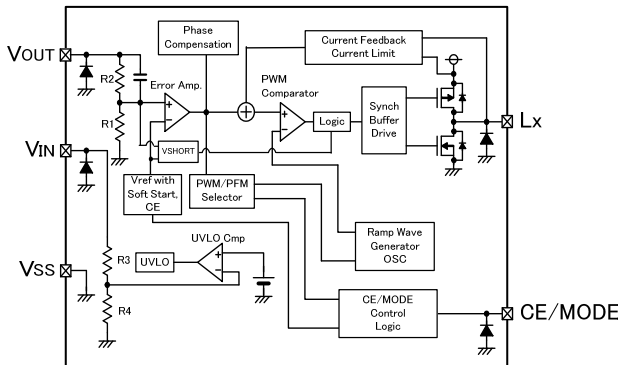 Phase
Compensation
Current Feedback
Current Limit
VOUT
R2
Error Amp.
PWM
Comparator
R1
Logic
Synch
Buffer
Drive
Lx
VIN
VSHORT
Vref with
Soft Start,
CE
PWM/PFM
Selector
Ramp Wave
Generator
OSC
UVLO Cmp
R3
UVLO
VSS
R4
CE/MODE
Control
Logic
CE/MODE